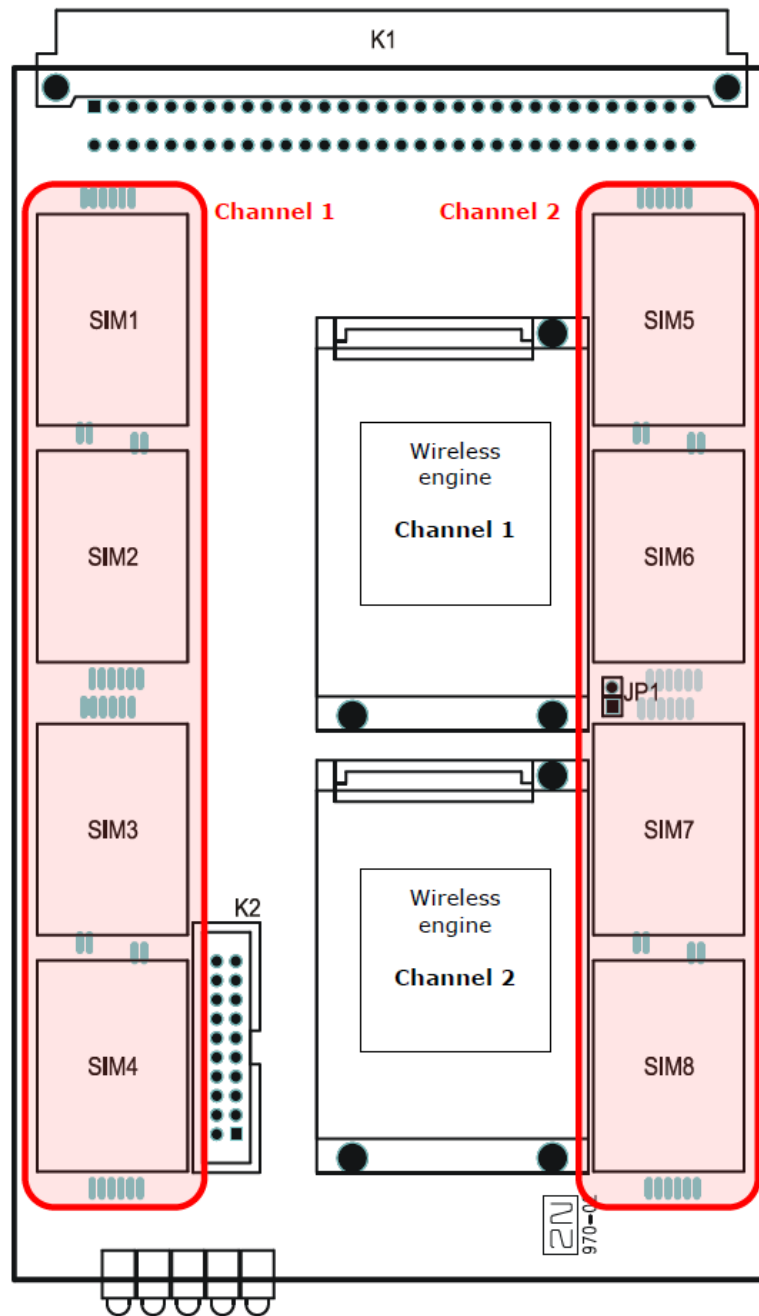 K1
Channel 1
Channel 2
SIM1
SIM5
Wireless
engine
Channel 1
SIM2
SIM6
JP1
SIM3
SIM7
K2
Wireless
engine
Channel 2
SIM4
SIM8
2N